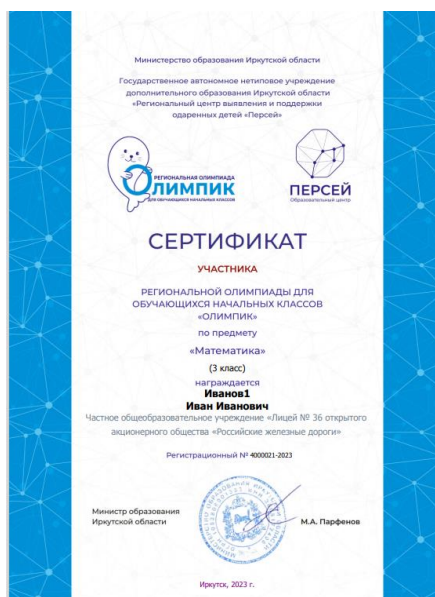 Министерство образования Иркутской области
Государственное автономное нетиповое учреждение
дополнительного образования Иркутской области
«Региональный центр выявления и поддержки
одаренных детей «Персей»
РЕГИОНАЛЬНАЯ ОЛИМПИАДА
ОЛИМПИК
ДЛЯ ОБУЧАЮЩИХСЯ НАЧАЛЬНЫХ КЛАССОВ
ПЕРСЕЙ
Образовательный центр
СЕРТИФИКАТ
УЧАСТНИКА
РЕГИОНАЛЬНОЙ ОЛИМПИАДЫ ДЛЯ
ОБУЧАЮЩИХСЯ НАЧАЛЬНЫХ КЛАССОВ
«ОЛИМПИК»
по предмету
«Математика»
(3 класс)
награждается
Иванов1
Иван Иванович
Частное общеобразовательное учреждение «Лицей № 36 открытого
акционерного общества «Российские железные дороги»
Регистрационный № 4000021-2023
Министр образования
Иркутской области
М.А. Парфенов
Иркутск, 2023 г.